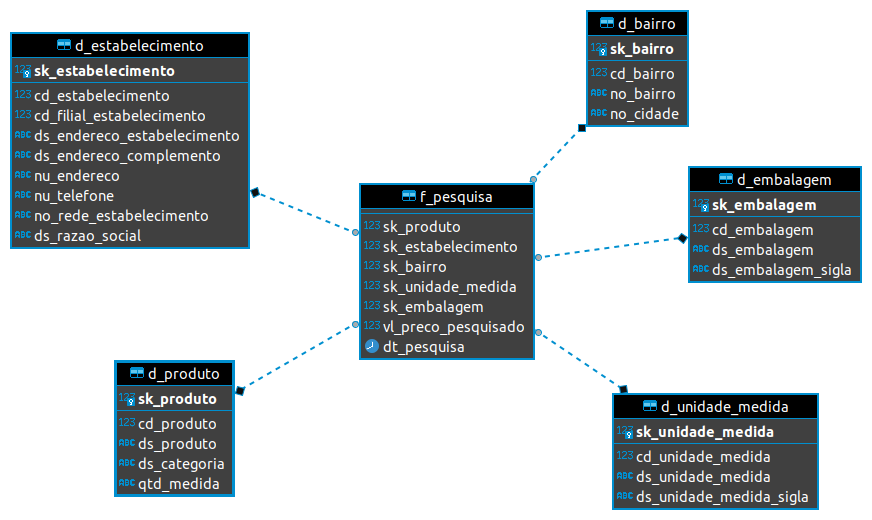 d_estabelecimento
123 sk_estabelecimento
123 cd_estabelecimento
123 cd_filial_estabelecimento
ABC ds_endereco_estabelecimento
ABC ds_endereco_complemento
ABC nu_endereco
ABC nu_telefone
ABC no_rede_estabelecimento
ABC ds_razao_social
d_bairro
123 sk_bairro
123 cd_bairro
ABC no_bairro
ABC no_cidade
f_pesquisa
123 sk_produto
123 sk_estabelecimento
123 sk_bairro
123 sk_unidade_medida
123 sk_embalagem
123 vl_preco_pesquisado
dt_pesquisa
d_embalagem
123 sk_embalagem
123 cd_embalagem
ABC ds_embalagem
ABC ds_embalagem_sigla
d_produto
123 sk_produto
123 cd_produto
ABC ds_produto
ABC ds_categoria
ABC qtd_medida
d_unidade_medida
123 sk_unidade_medida
123 cd_unidade_medida
ABC ds_unidade_medida
ABC ds_unidade_medida_sigla